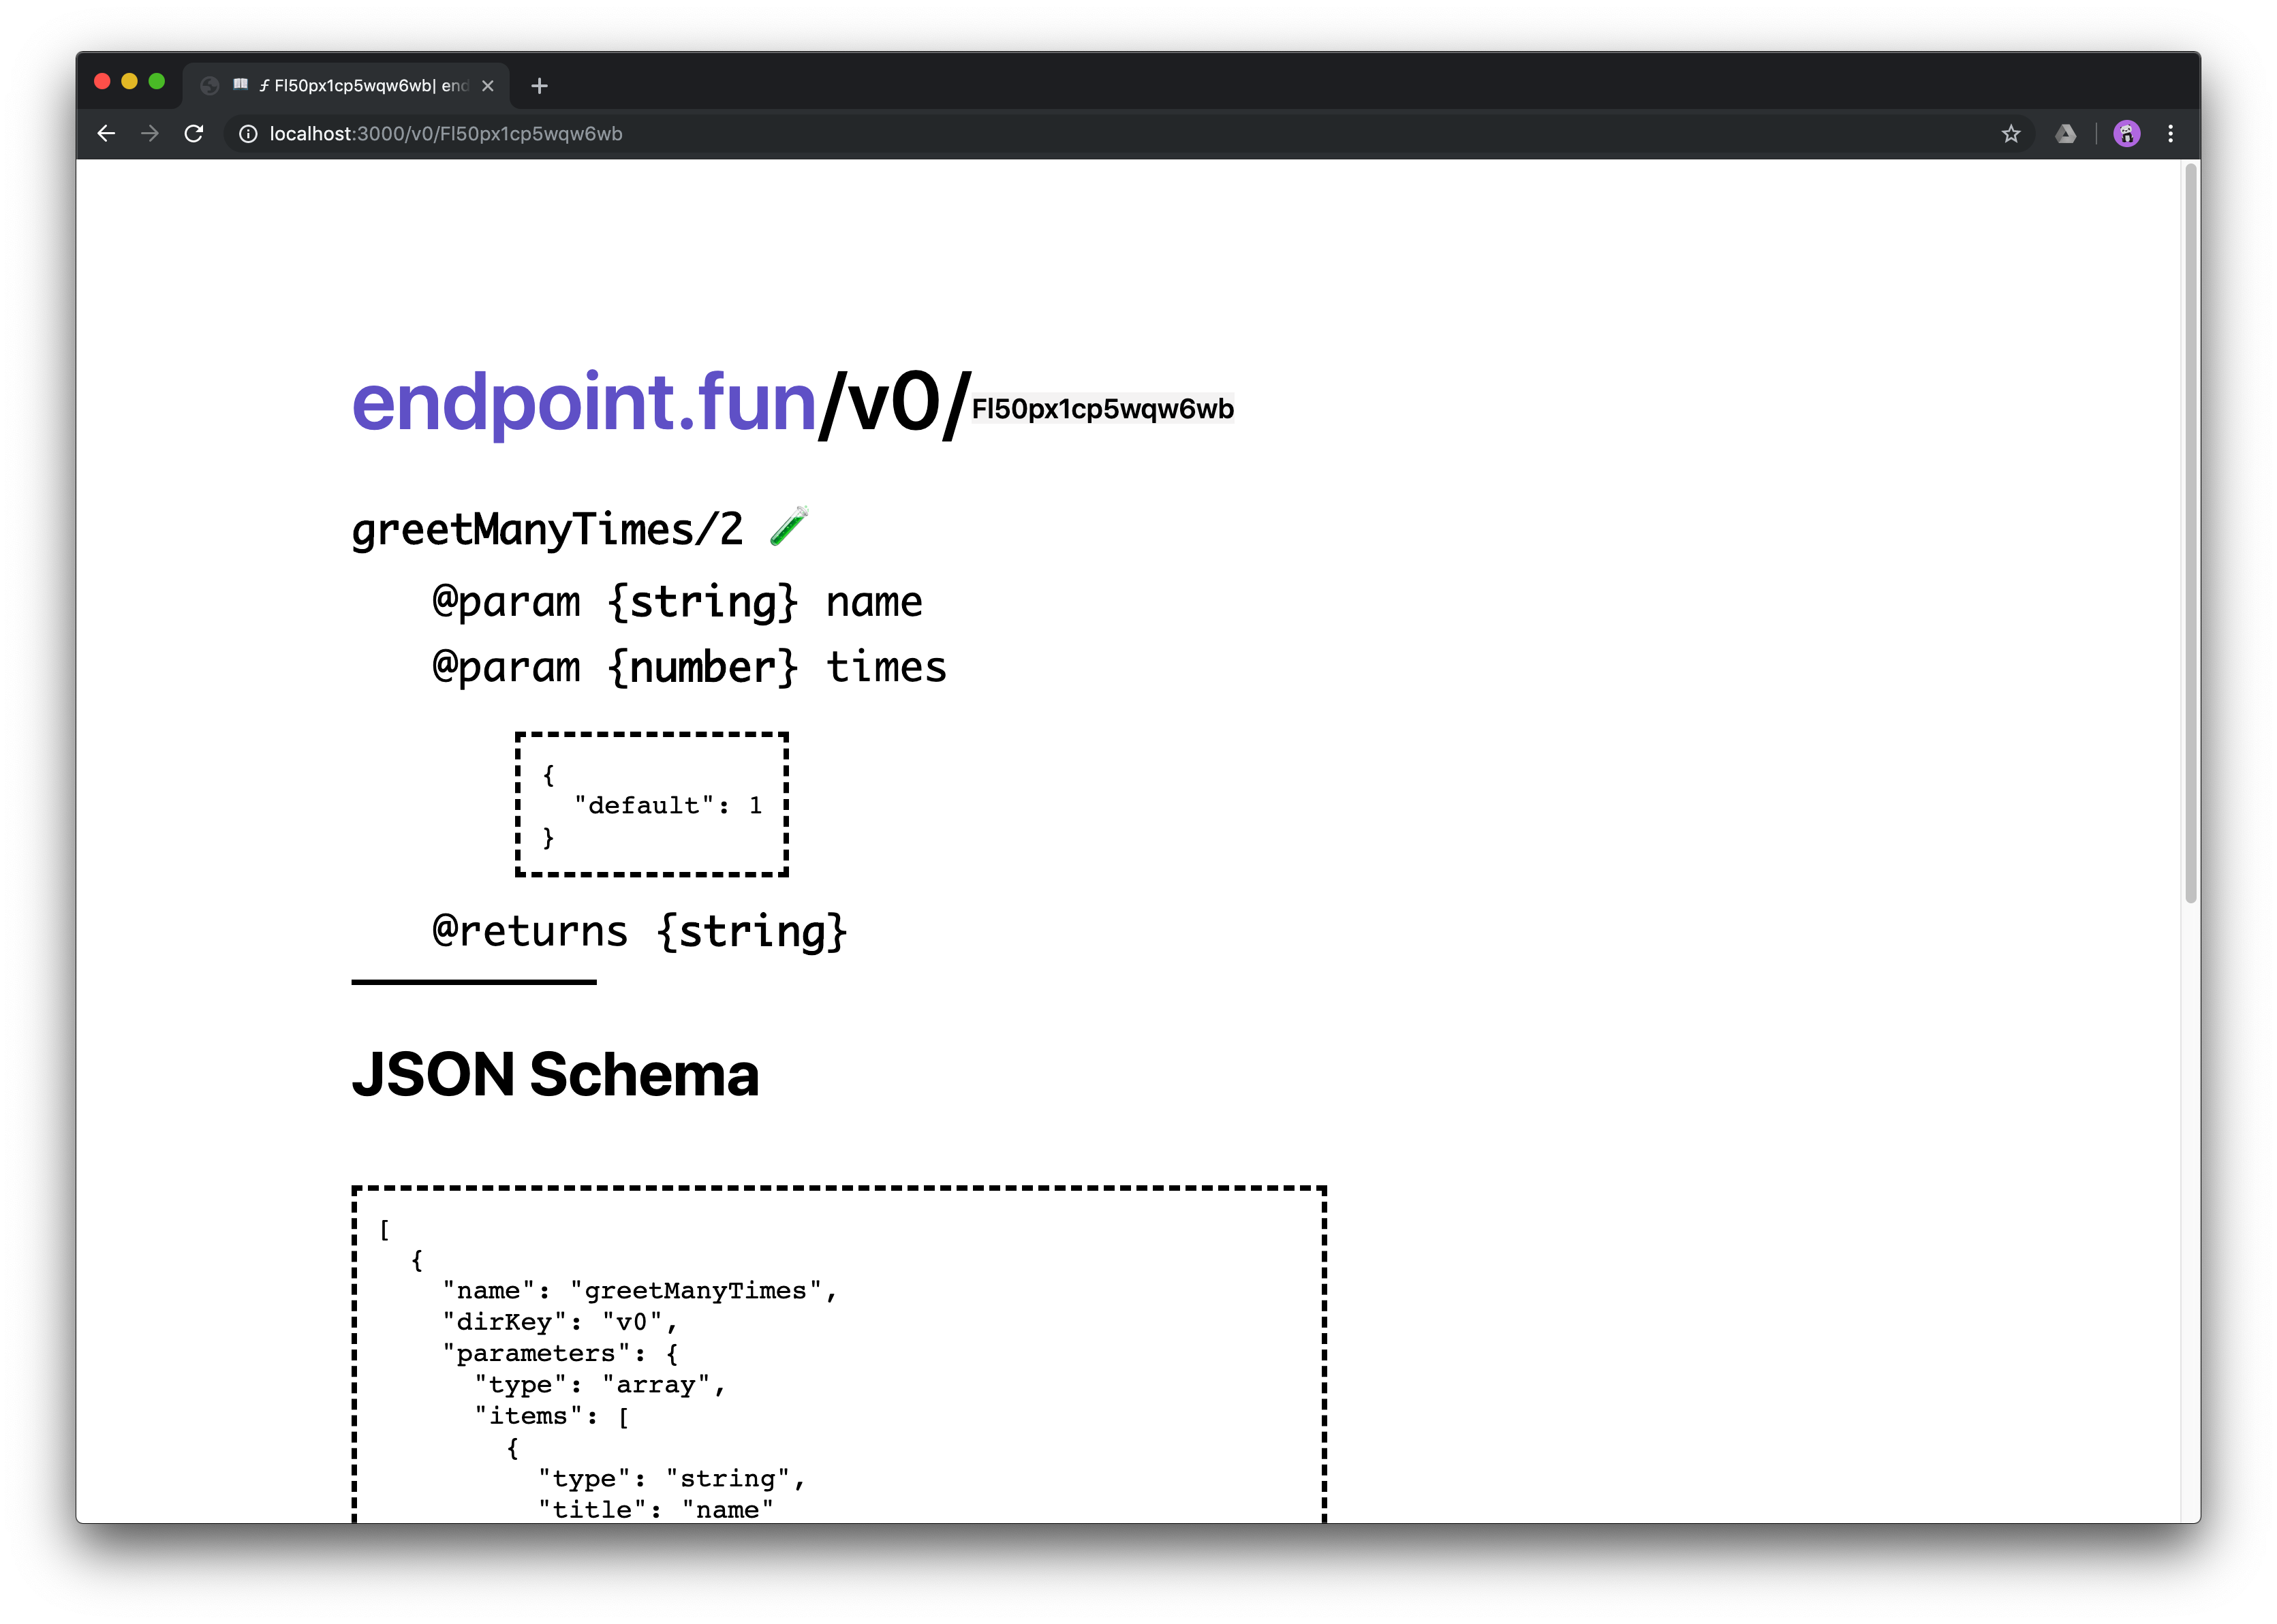 ƒ Fl50px1cp5wqw6wb| end
localhost:3000/v0/Fl50px1cp5wqw6wb
endpoint.fun/v0/Fl50px1cp5wqw6wb
greetManyTimes/2
@param {string} name
@param {number} times
{
"default": 1
}
@returns {string}
JSON Schema
[
{
"name": "greetManyTimes",
"dirKey": "v0",
"parameters": {
"type": "array",
"items": [
{
"type": "string",
"title": "name"